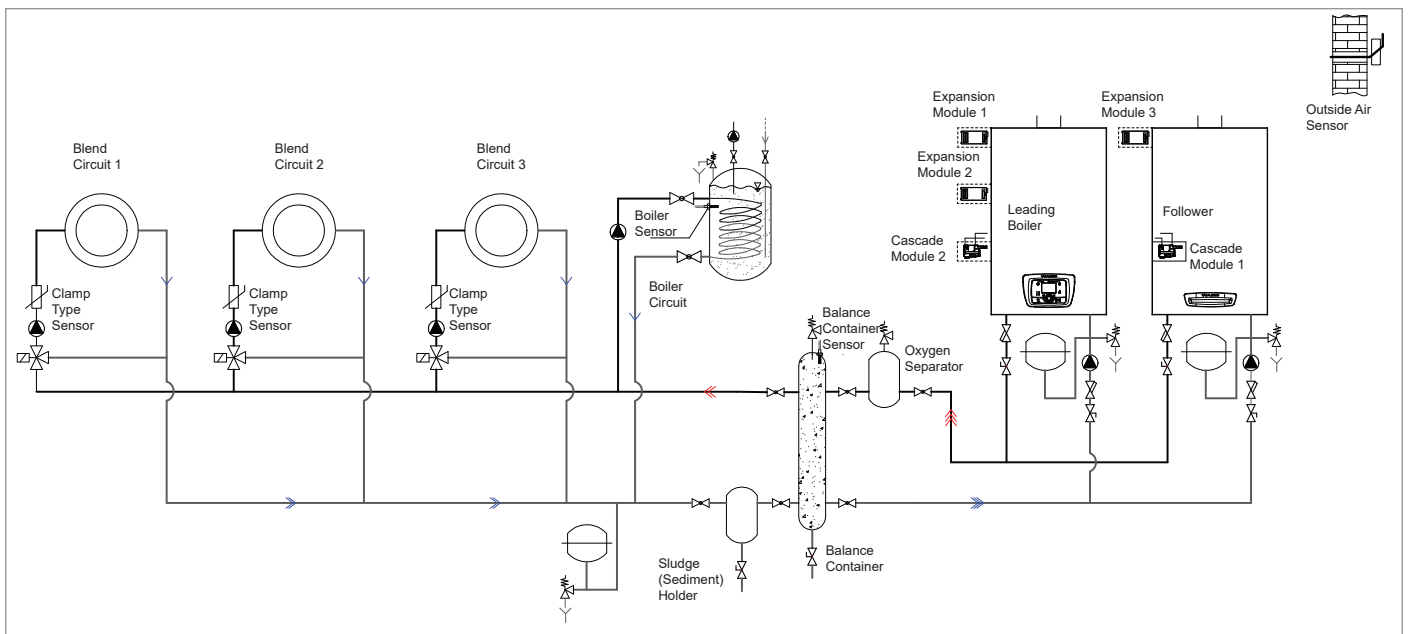 Expansion
Module 1
Expansion
Module 3
Outside Air
Sensor
Blend
Circuit 1
Blend
Circuit 2
Blend
Circuit 3
Expansion
Module 2
Boiler
Sensor
Leading
Boiler
Follower
Cascade
Module 2
Cascade
Module 1
Clamp
Type
Sensor
Clamp
Type
Sensor
Clamp
Type
Sensor
Boiler
Circuit
Balance
Container
Sensor
Oxygen
Separator
Sludge
(Sediment)
Holder
Balance
Container